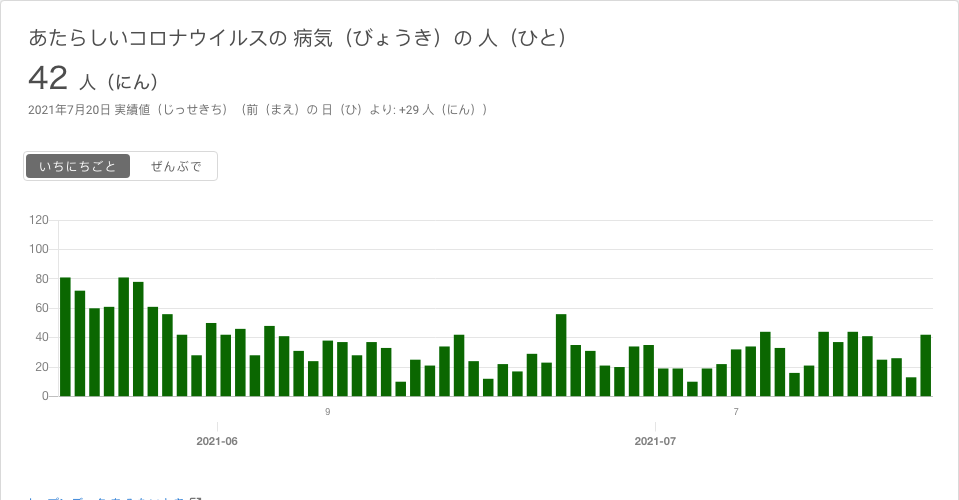 あたらしいコロナウイルスの 病気（びょうき）の 人（ひと）
42 人（にん）
2021年7月20日 実績値（じっせきち）（前（まえ）の 日（ひ）より: +29 人（にん））
いちにちごと ぜんぶで
120
100
80
60
40
20
0
9 7
2021-06 2021-07